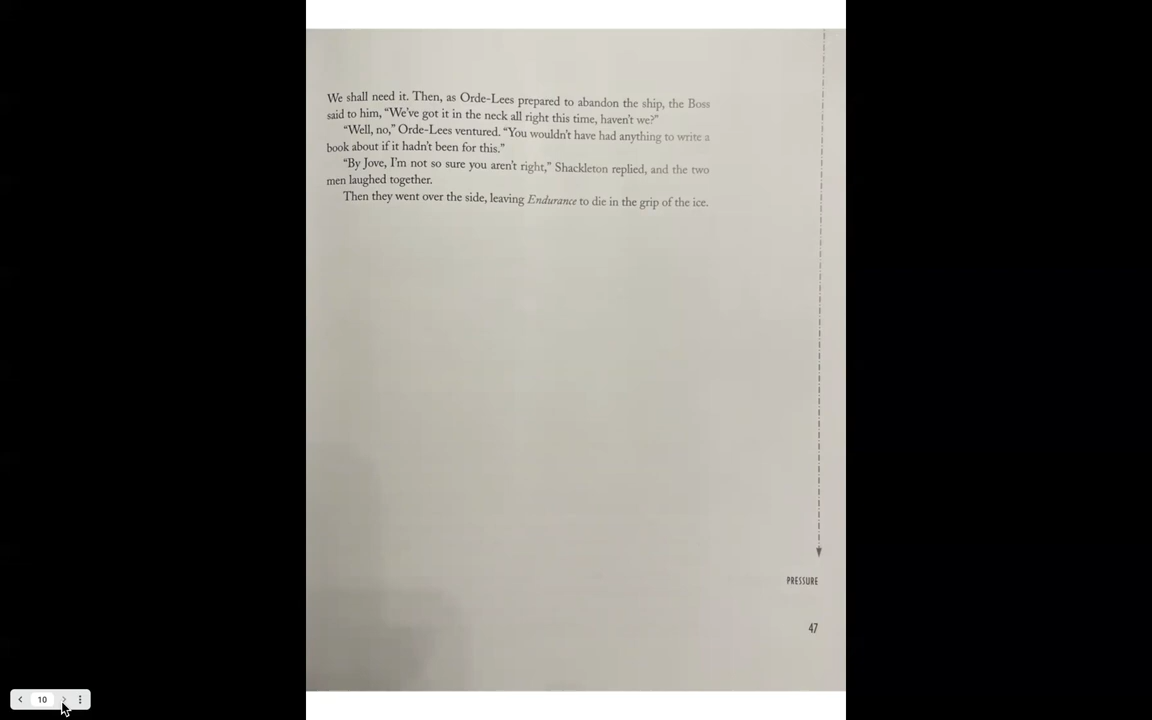 We shall need it. Then, as Orde-Lees prepared to abandon the ship, the Boss
said to him, “We’ve got it in the neck all right this time, haven’t we?”
“Well, no,” Orde-Lees ventured. “You wouldn’t have had anything to write a
book about if it hadn’t been for this.”
“By Jove, I’m not so sure you aren’t right,” Shackleton replied, and the two
men laughed together.
Then they went over the side, leaving Endurance to die in the grip of the ice.
PRESSURE
47
10